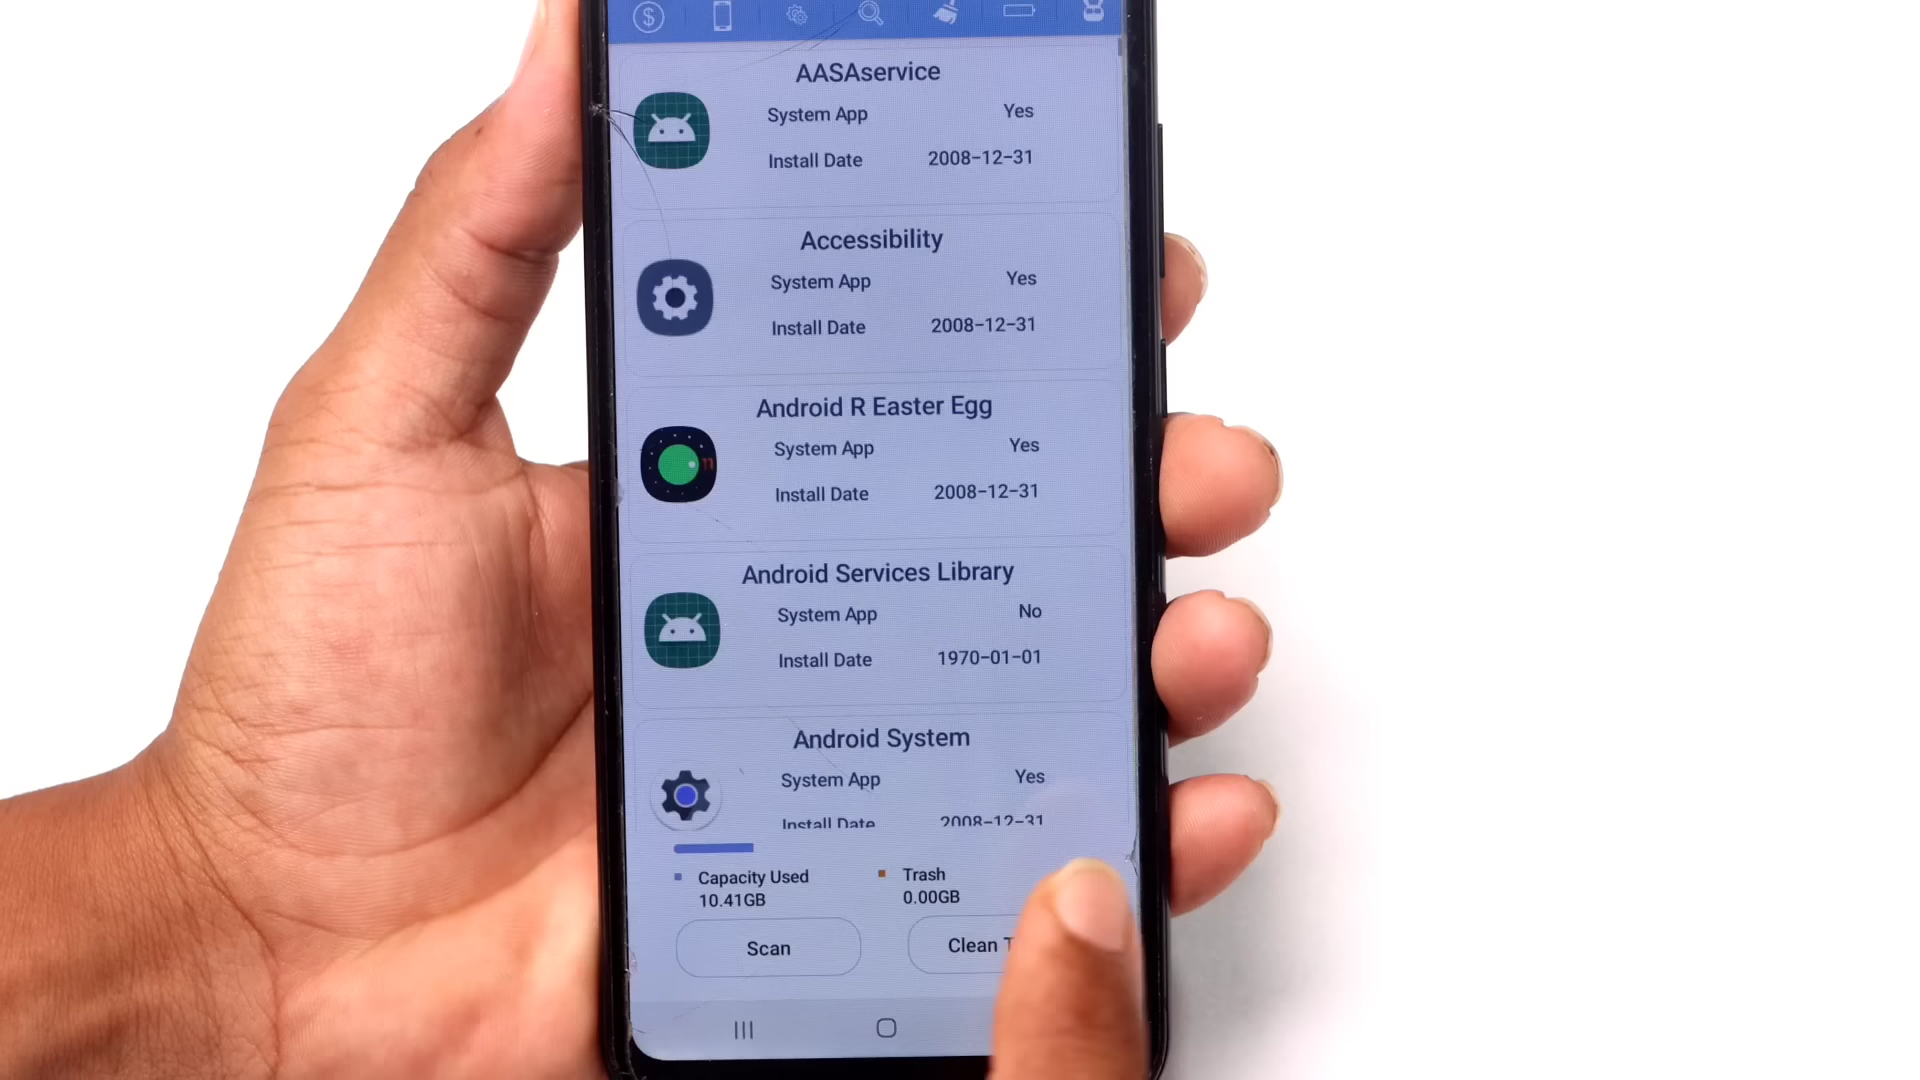 AASAservice
System App Yes
Install Date 2008-12-31
Accessibility
System App Yes
Install Date 2008-12-31
Android R Easter Egg
System App Yes
Install Date 2008-12-31
Android Services Library
System App No
Install Date 1970-01-01
Android System
System App Yes
Install Date 2008-12-31
Capacity Used
10.41GB
Trash
0.00GB
Scan
Clean